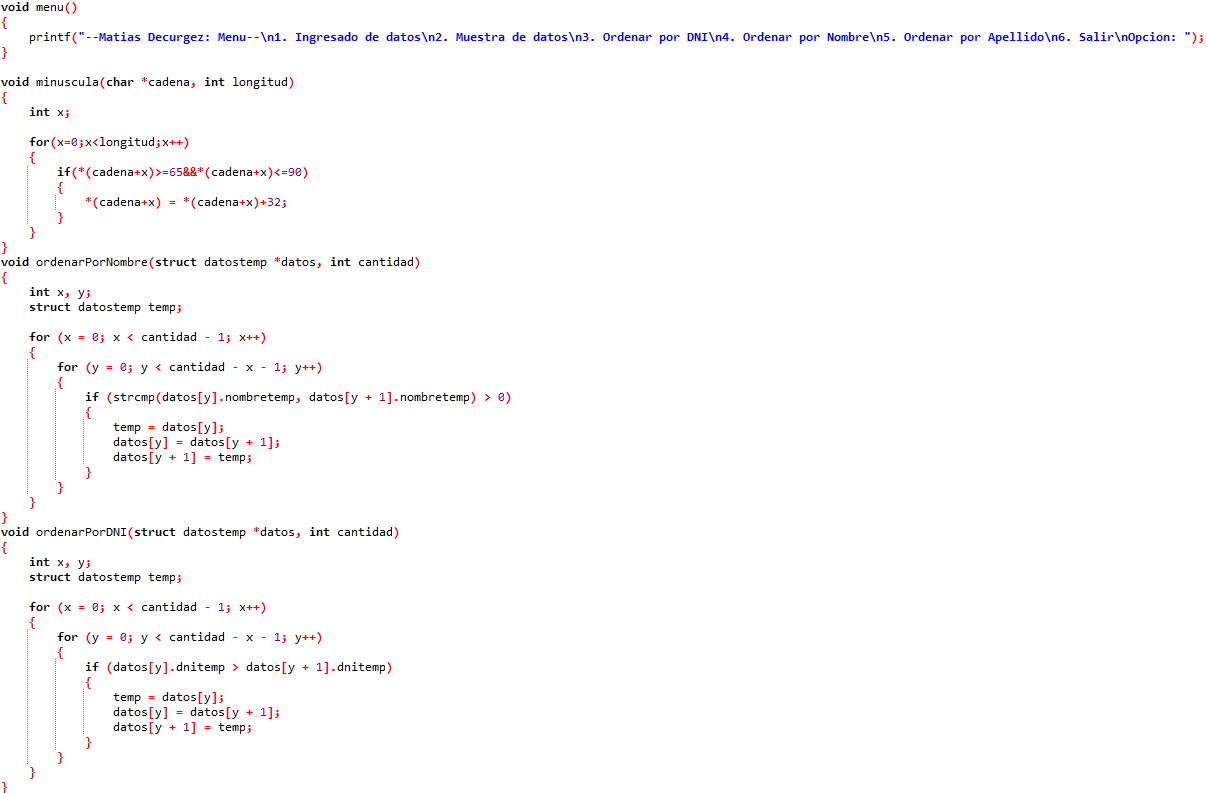 void menu()
{
    printf("--Matias Decurgez: Menu--\n1. Ingresado de datos\n2. Muestra de datos\n3. Ordenar por DNI\n4. Ordenar por Nombre\n5. Ordenar por Apellido\n6. Salir\nOpcion: ");
}

void minuscula(char *cadena, int longitud)
{
    int x;

    for(x=0;x<longitud;x++)
    {
        if(*(cadena+x)>=65&&*(cadena+x)<=90)
        {
            *(cadena+x) = *(cadena+x)+32;
        }
    }
}
void ordenarPorNombre(struct datostemp *datos, int cantidad)
{
    int x, y;
    struct datostemp temp;

    for (x = 0; x < cantidad - 1; x++)
    {
        for (y = 0; y < cantidad - x - 1; y++)
        {
            if (strcmp(datos[y].nombretemp, datos[y + 1].nombretemp) > 0)
            {
                temp = datos[y];
                datos[y] = datos[y + 1];
                datos[y + 1] = temp;
            }
        }
    }
}
void ordenarPorDNI(struct datostemp *datos, int cantidad)
{
    int x, y;
    struct datostemp temp;

    for (x = 0; x < cantidad - 1; x++)
    {
        for (y = 0; y < cantidad - x - 1; y++)
        {
            if (datos[y].dnitemp > datos[y + 1].dnitemp)
            {
                temp = datos[y];
                datos[y] = datos[y + 1];
                datos[y + 1] = temp;
            }
        }
    }
}